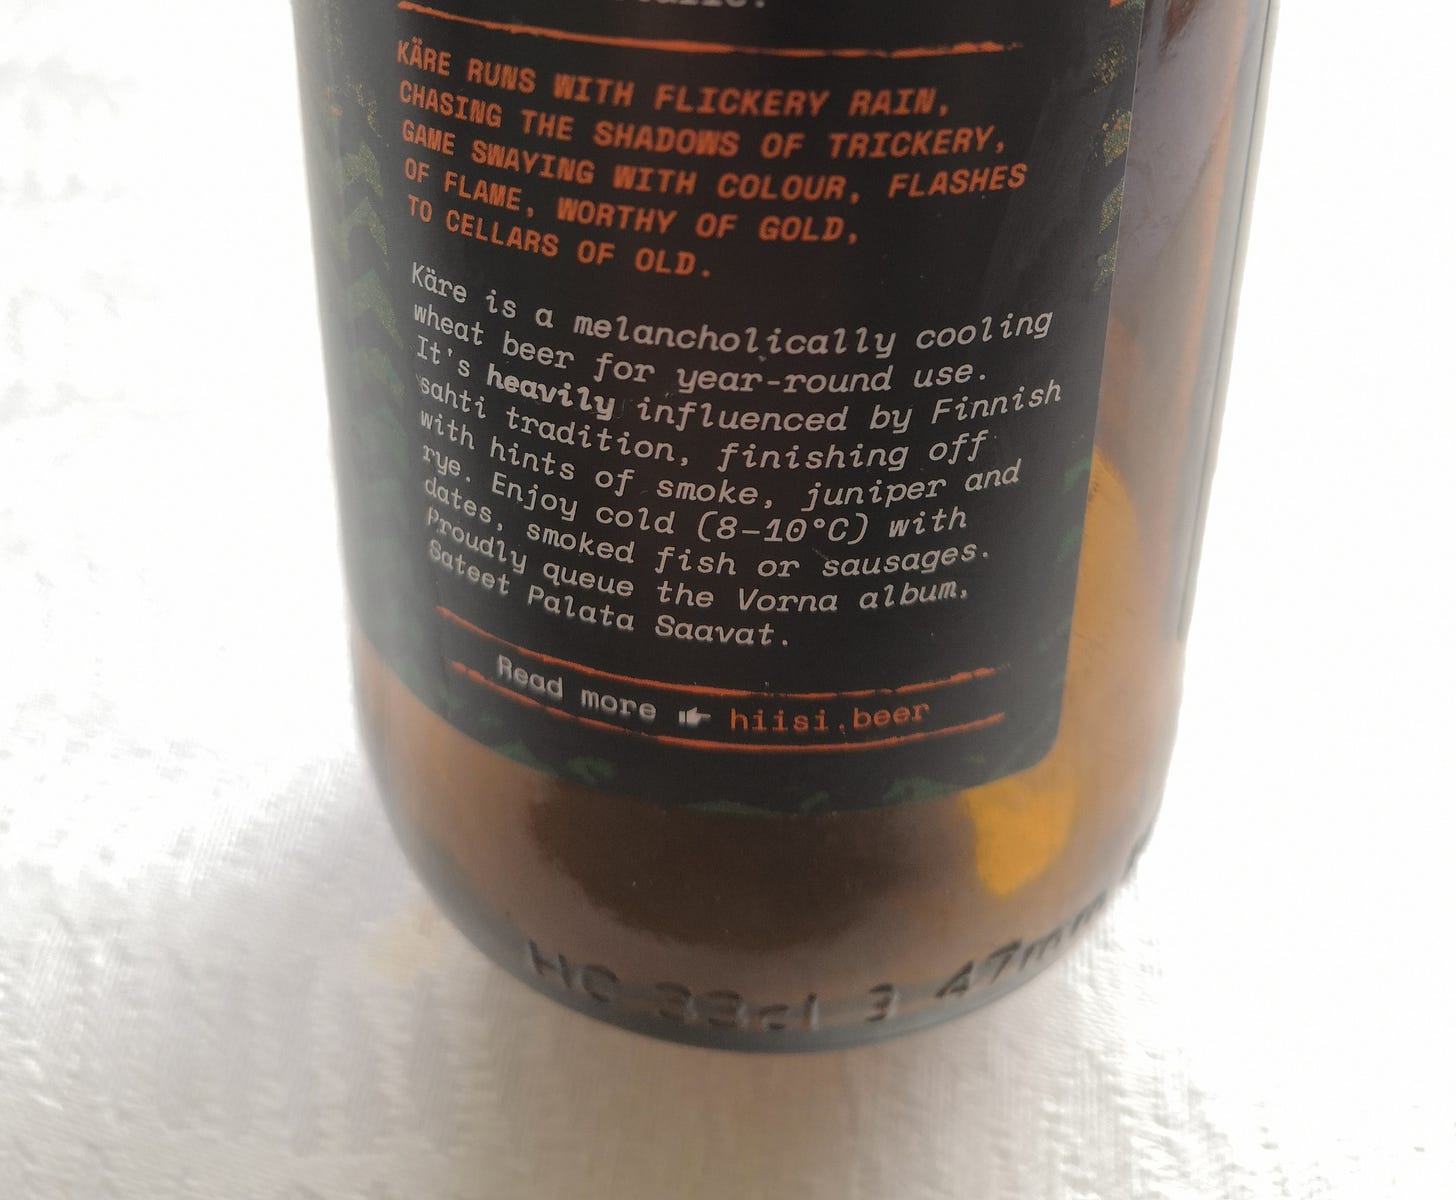 KÄRE RUNS WITH FLICKERY RAIN,
CHASING THE SHADOWS OF TRICKERY,
GAME SWAYING WITH COLOUR, FLASHES
OF FLAME, WORTHY OF GOLD,
TO CELLARS OF OLD.
Käre is a melancholically cooling
wheat beer for year-round use.
It's heavily influenced by Finnish
sahti tradition, finishing off
with hints of smoke, juniper and
rye. Enjoy cold (8-10°C) with
dates, smoked fish or sausages.
Proudly queue the Vorna album,
Sateet Palata Saavat.
Read more hiisi.beer
HC 33cl 3 47mm